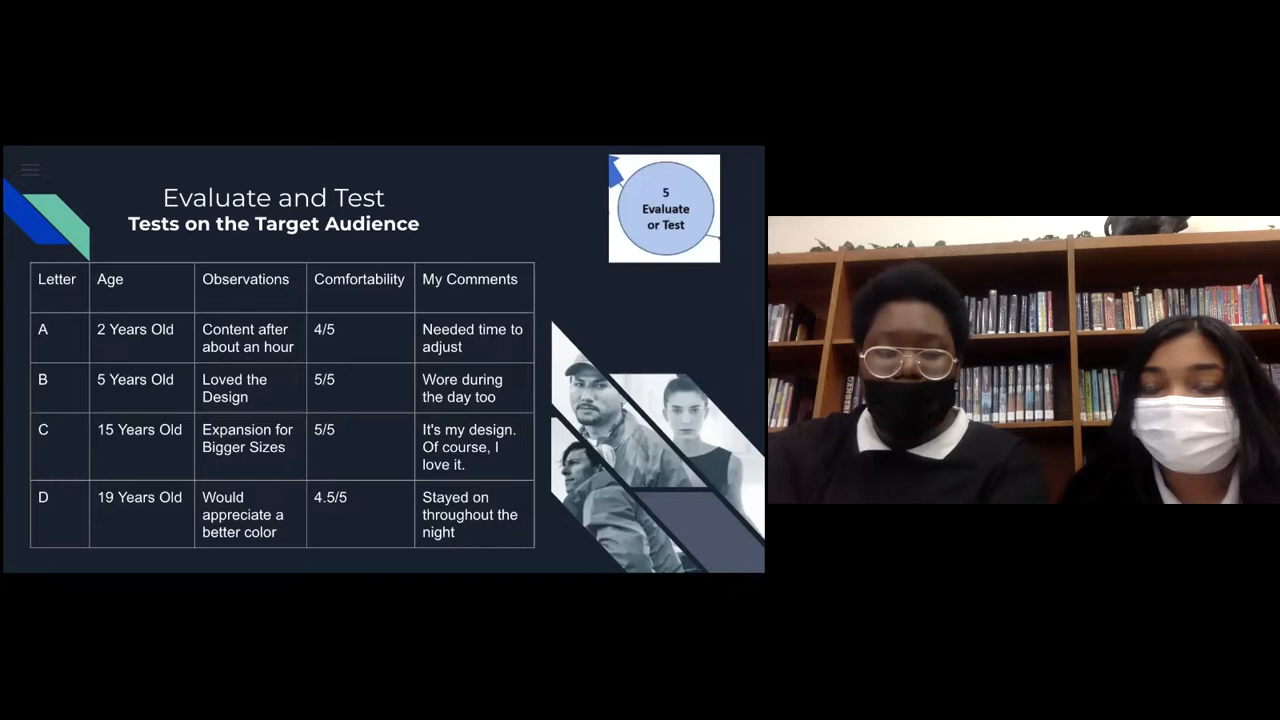 Evaluate and Test
Tests on the Target Audience
5
Evaluate
or Test
Letter Age Observations Comfortability My Comments
A 2 Years Old Content after about an hour 4/5 Needed time to adjust
B 5 Years Old Loved the Design 5/5 Wore during the day too
C 15 Years Old Expansion for Bigger Sizes 5/5 It's my design. Of course, I love it.
D 19 Years Old Would appreciate a better color 4.5/5 Stayed on throughout the night